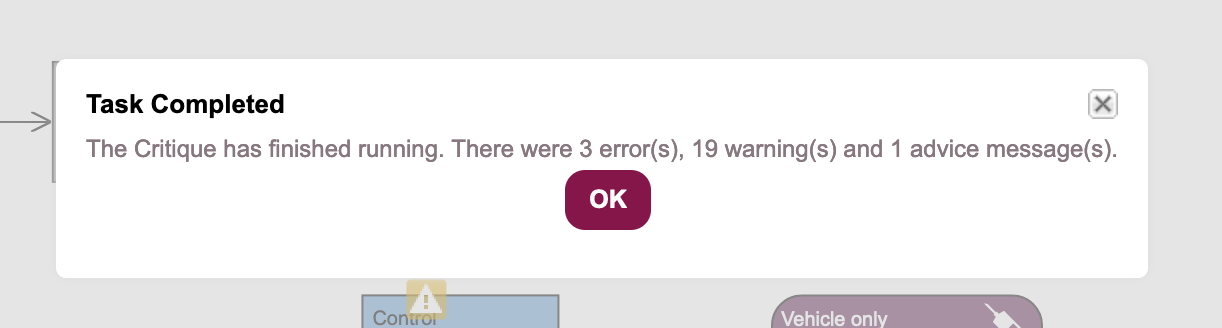 Task Completed
The Critique has finished running. There were 3 error(s), 19 warning(s) and 1 advice message(s).
OK
Control
Vehicle only